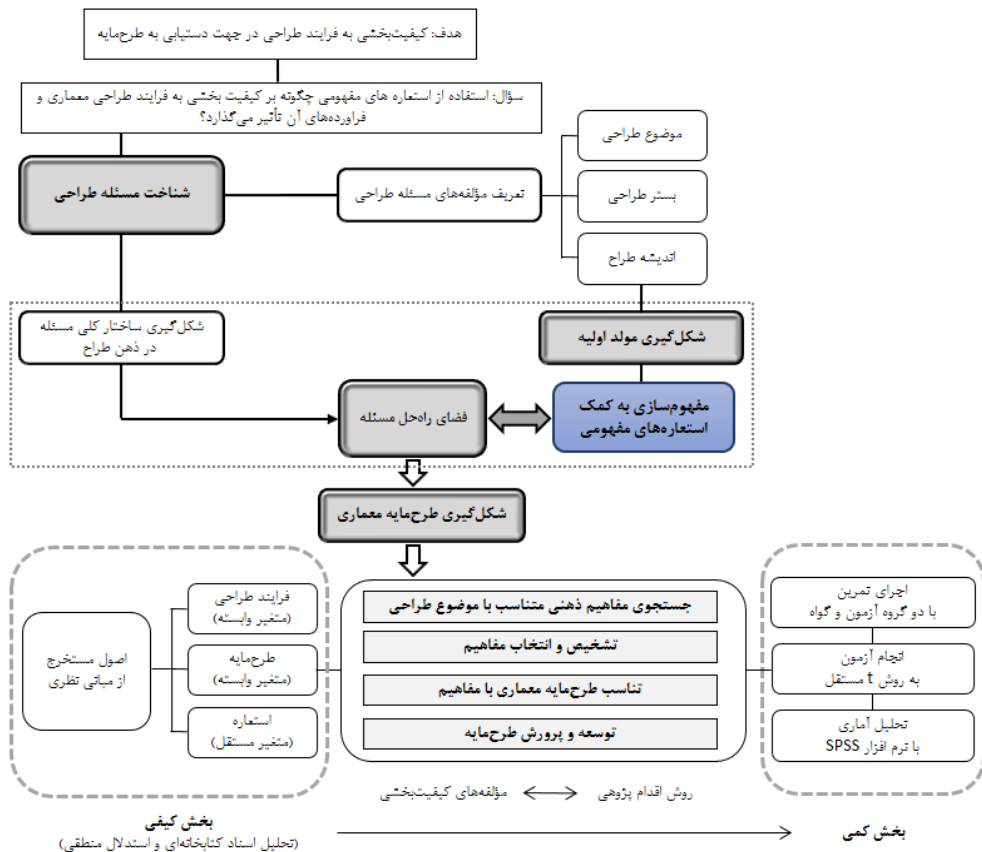 هدف: کیفیت‌بخشی به فرایند طراحی در جهت دستیابی به طرح‌مایه
سؤال: استفاده از استعاره های مفهومی چگونه بر کیفیت بخشی به فرایند طراحی معماری و
فراورده‌های آن تأثیر می‌گذارد؟
موضوع طراحی
شناخت مسئله طراحی
تعریف مؤلفه‌های مسئله طراحی
بستر طراحی
اندیشه طراح
شکل‌گیری ساختار کلی مسئله
در ذهن طراح
شکل‌گیری مولد اولیه
فضای راه‌حل مسئله
مفهوم‌سازی به کمک
استعاره‌های مفهومی
شکل‌گیری طرح‌مایه معماری
اجرای تمرین
با دو گروه آزمون و گواه
انجام آزمون
به روش t مستقل
تحلیل آماری
با نرم افزار SPSS
جستجوی مفاهیم ذهنی متناسب با موضوع طراحی
تشخیص و انتخاب مفاهیم
تناسب طرح‌مایه معماری با مفاهیم
توسعه و پرورش طرح‌مایه
فرایند طراحی
(متغیر وابسته)
طرح‌مایه
(متغیر وابسته)
استعاره
(متغیر مستقل)
اصول مستخرج
از مبانی نظری
روش اقدام پژوهی
مؤلفه‌های کیفیت‌بخشی
بخش کمی
بخش کیفی
(تحلیل اسناد کتابخانه‌ای و استدلال منطقی)